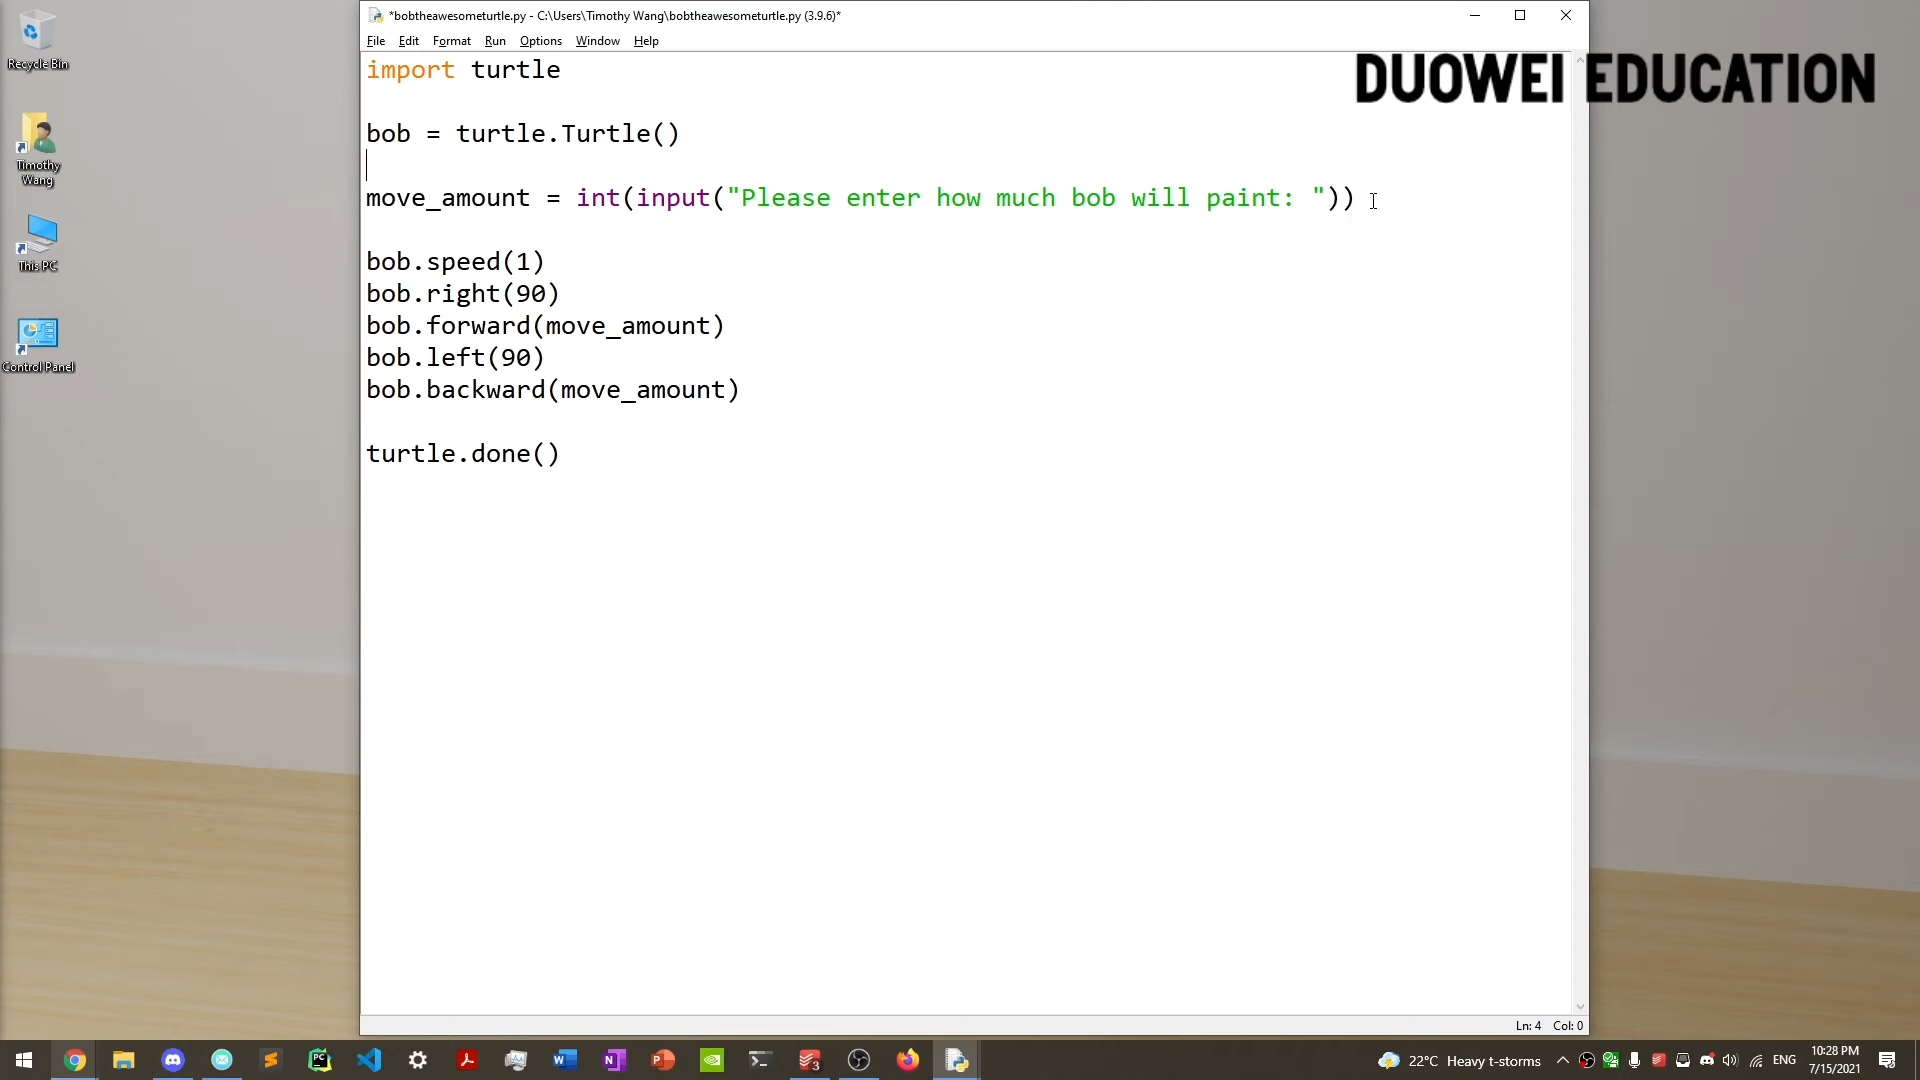 *bobtheawesometurtle.py - C:\Users\Timothy Wang\bobtheawesometurtle.py (3.9.6)*
File Edit Format Run Options Window Help
DUOWEI EDUCATION
import turtle
bob = turtle.Turtle()
move_amount = int(input("Please enter how much bob will paint: "))
bob.speed(1)
bob.right(90)
bob.forward(move_amount)
bob.left(90)
bob.backward(move_amount)
turtle.done()
Recycle Bin
Timothy
Wang
This PC
Control Panel
Ln: 4 Col: 0
22°C Heavy t-storms
ENG
10:28 PM
7/15/2021